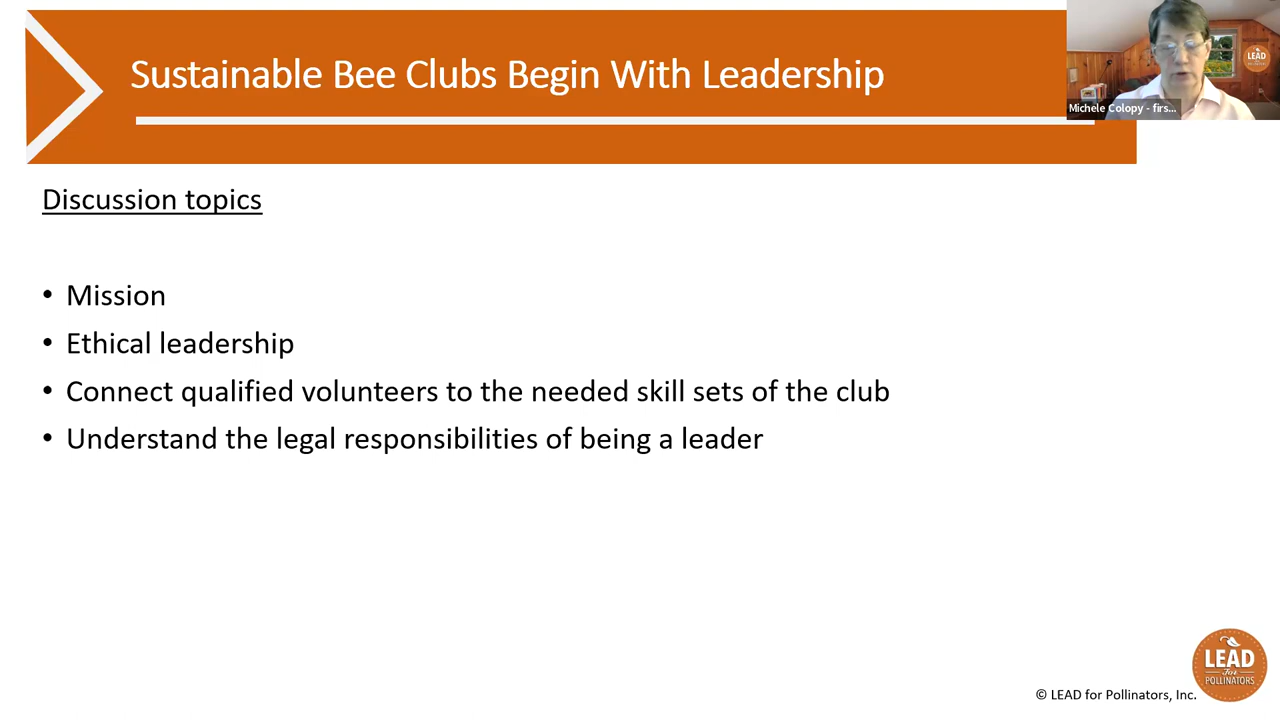 Sustainable Bee Clubs Begin With Leadership
LEAD
Michele Colopy - firs...
Discussion topics
• Mission
• Ethical leadership
• Connect qualified volunteers to the needed skill sets of the club
• Understand the legal responsibilities of being a leader
LEAD
for
POLLINATORS
© LEAD for Pollinators, Inc.